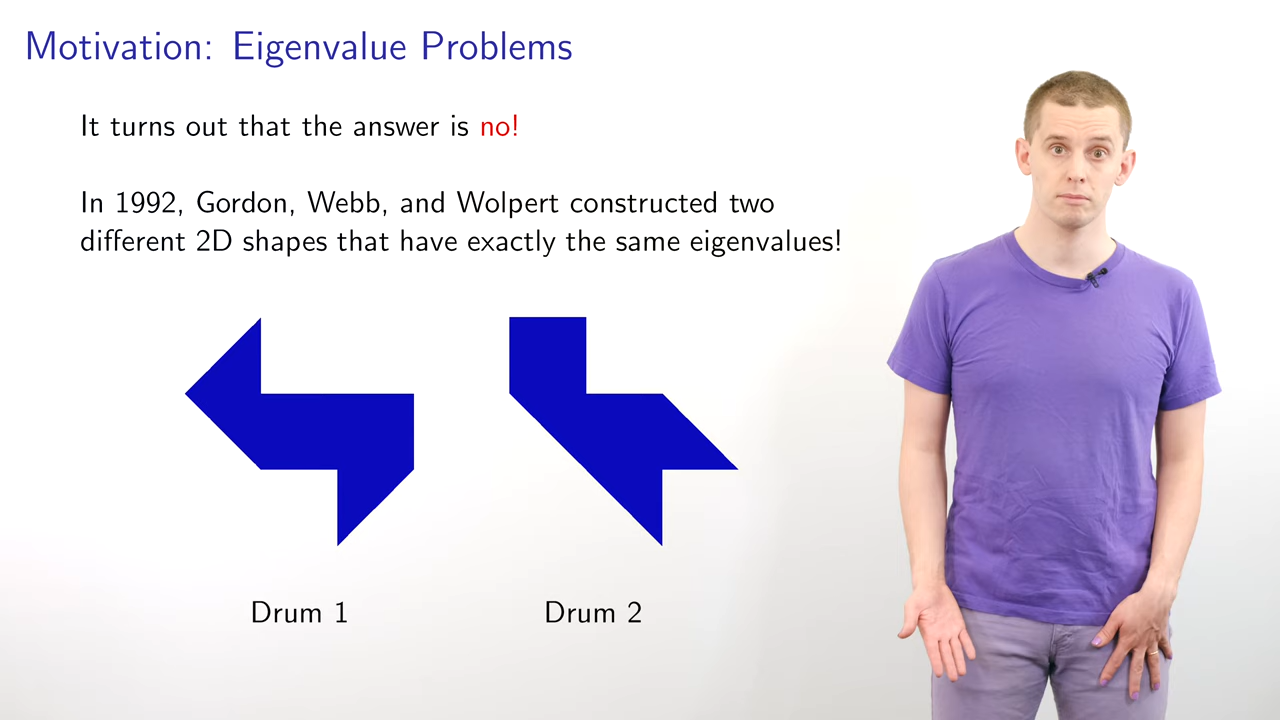 Motivation: Eigenvalue Problems
It turns out that the answer is no!
In 1992, Gordon, Webb, and Wolpert constructed two
different 2D shapes that have exactly the same eigenvalues!
Drum 1
Drum 2